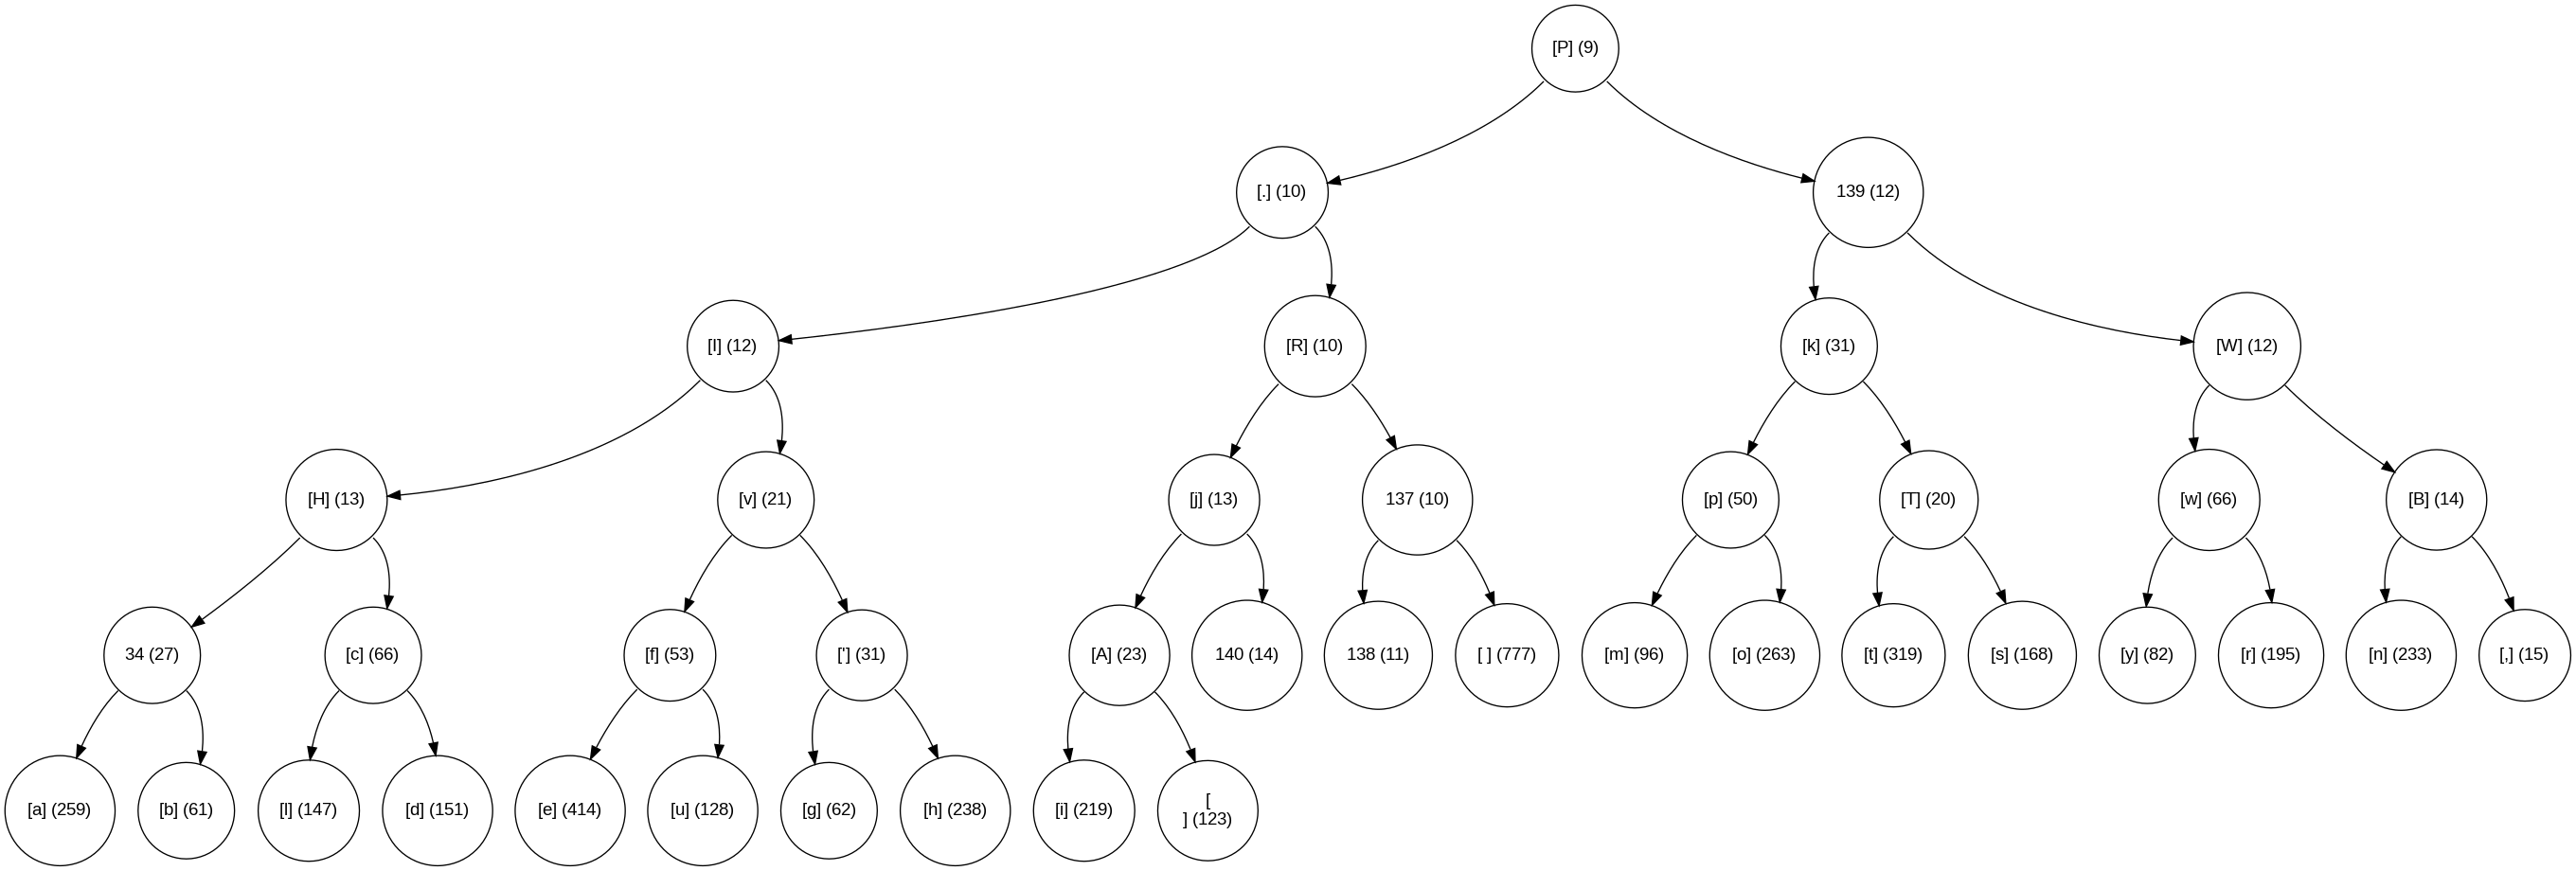 [P] (9)
[.] (10)
139 (12)
[I] (12)
[R] (10)
[k] (31)
[W] (12)
[H] (13)
[v] (21)
[j] (13)
137 (10)
[p] (50)
[T] (20)
[w] (66)
[B] (14)
34 (27)
[c] (66)
[f] (53)
['] (31)
[A] (23)
140 (14)
138 (11)
[ ] (777)
[m] (96)
[o] (263)
[t] (319)
[s] (168)
[y] (82)
[r] (195)
[n] (233)
[,] (15)
[a] (259)
[b] (61)
[l] (147)
[d] (151)
[e] (414)
[u] (128)
[g] (62)
[h] (238)
[i] (219)
[
] (123)